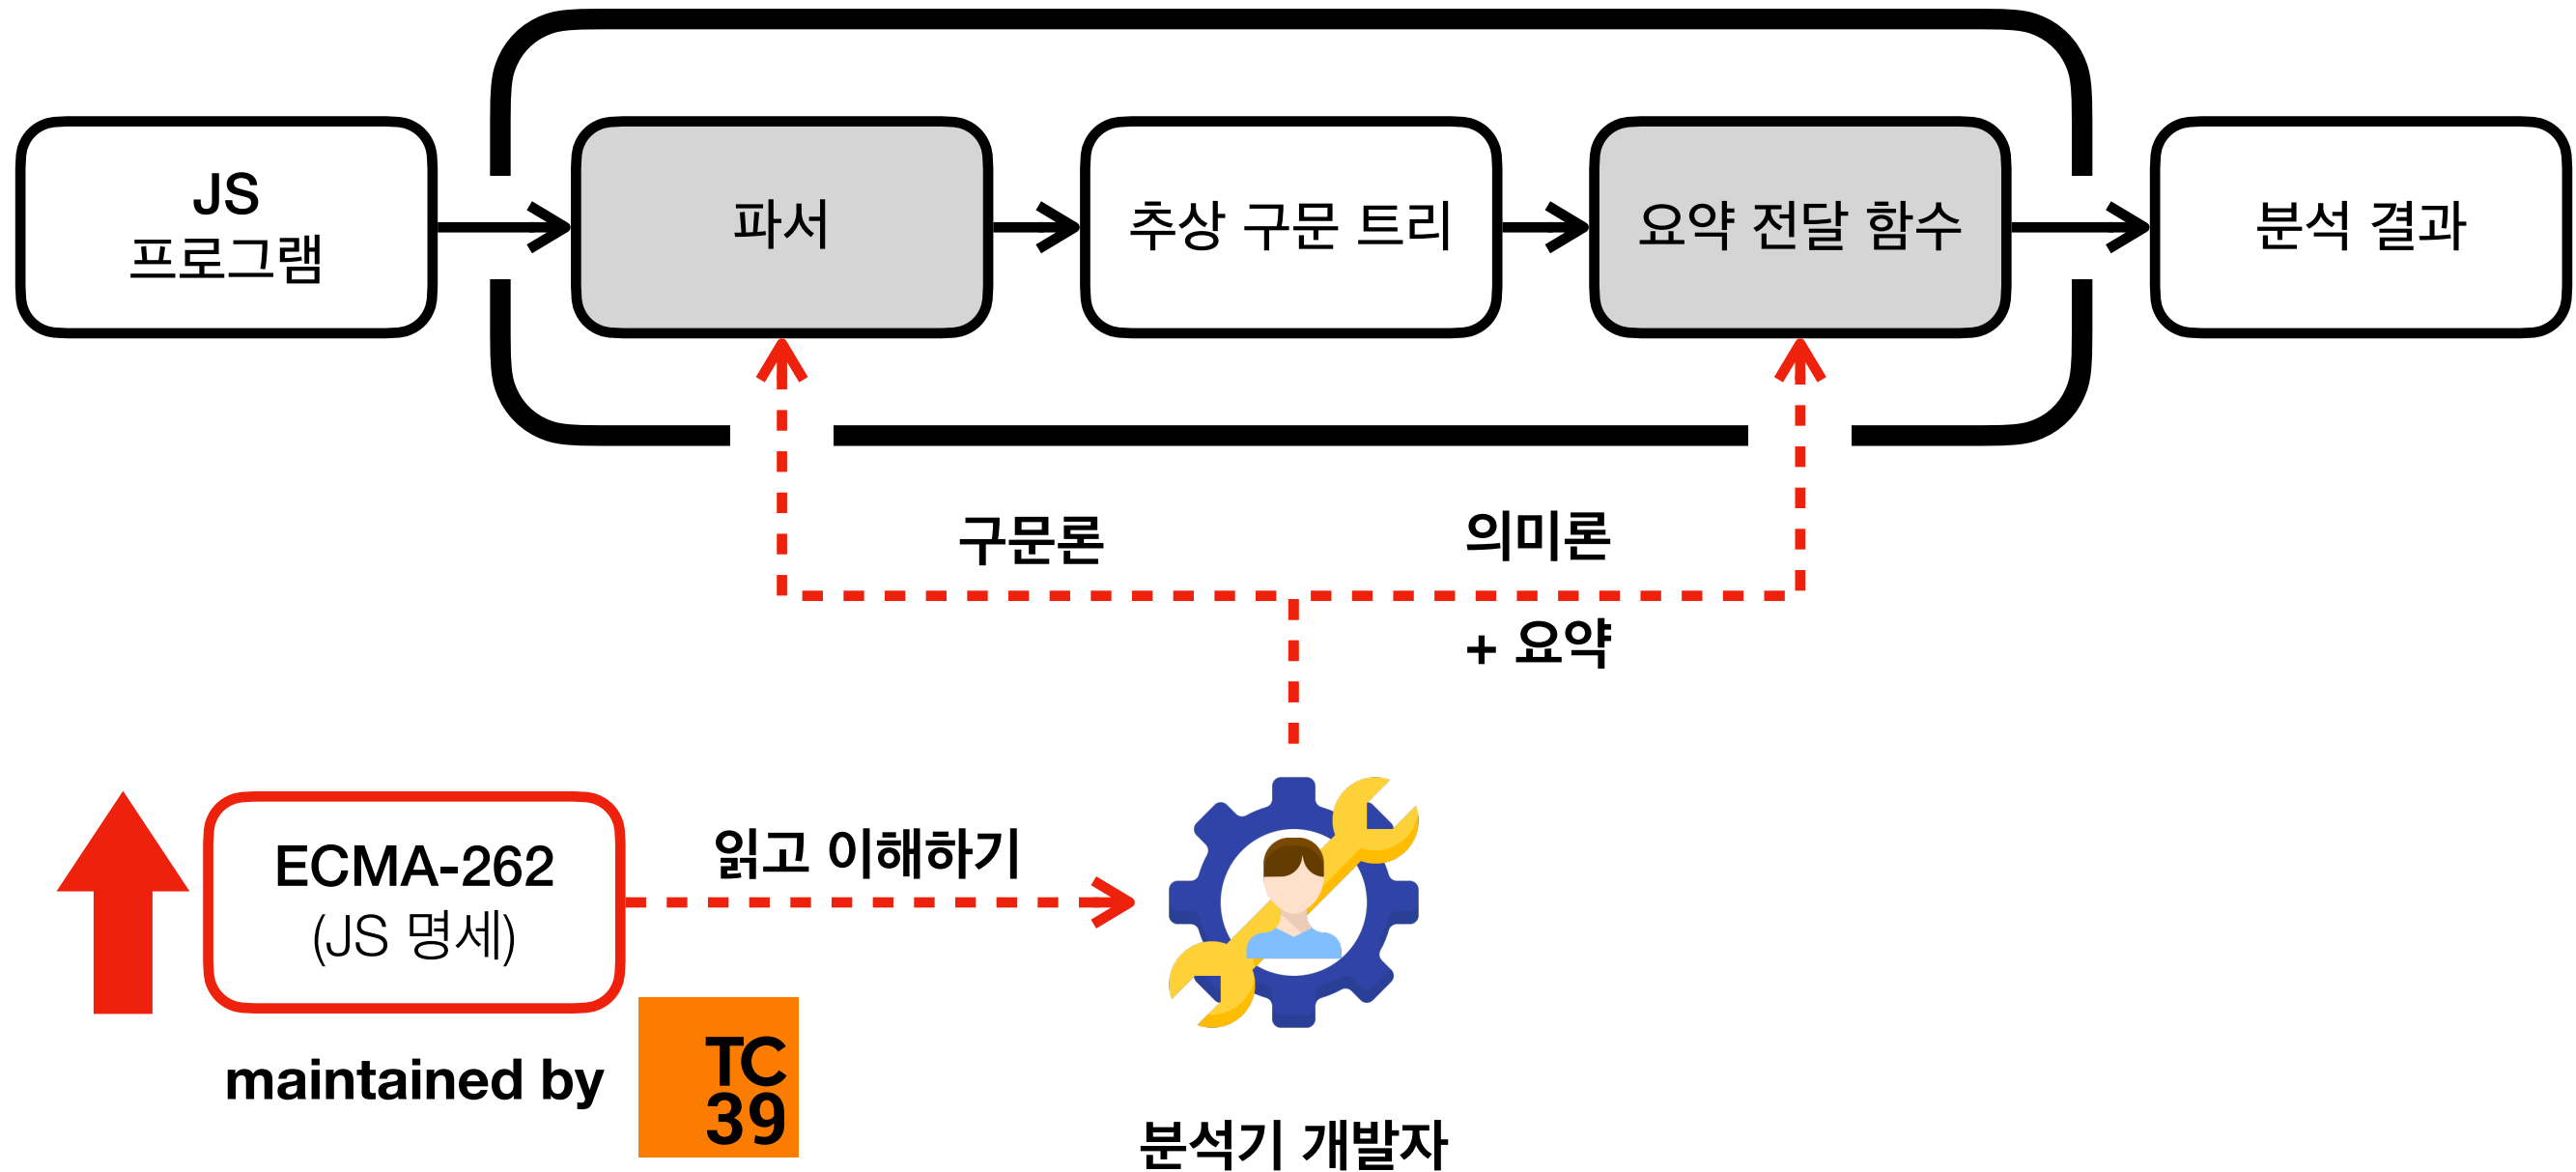 JS
프로그램
파서
추상 구문 트리
요약 전달 함수
분석 결과
구문론
의미론
+ 요약
ECMA-262
(JS 명세)
읽고 이해하기
maintained by
TC
39
분석기 개발자